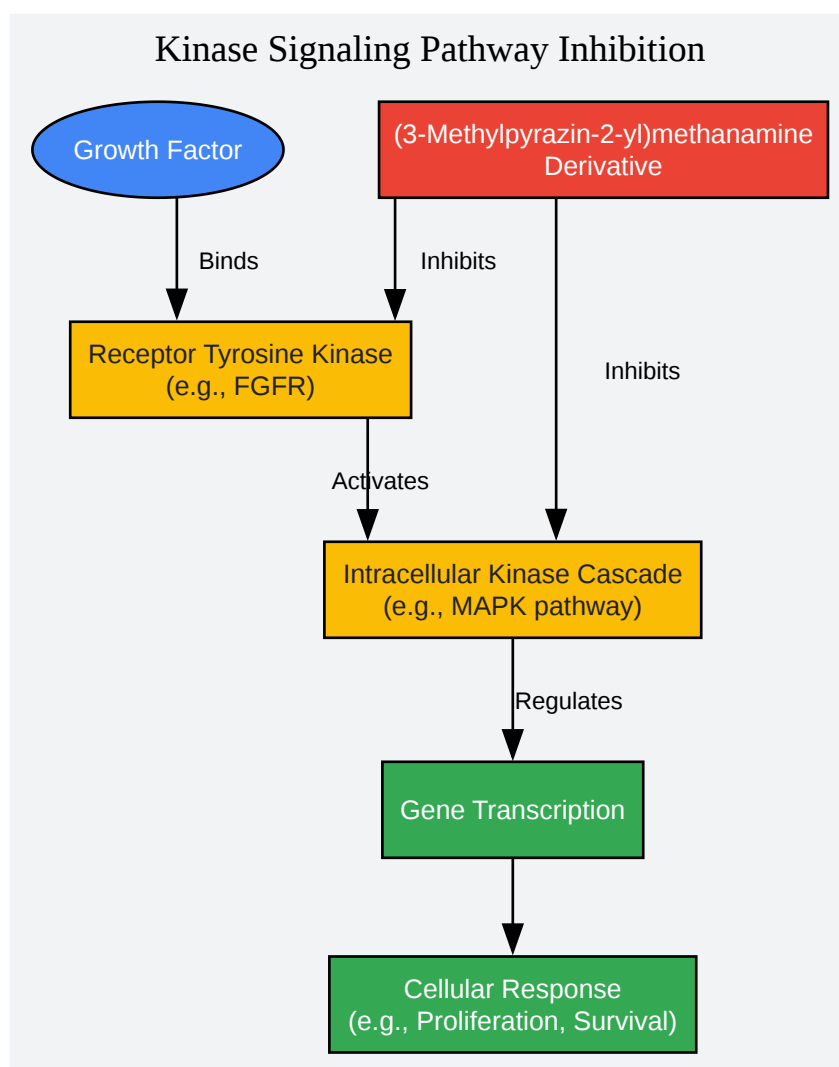 Kinase Signaling Pathway Inhibition
Growth Factor
(3-Methylpyrazin-2-yl)methanamine
Derivative
Binds
Inhibits
Receptor Tyrosine Kinase
(e.g., FGFR)
Inhibits
Activates
Intracellular Kinase Cascade
(e.g., MAPK pathway)
Regulates
Gene Transcription
Cellular Response
(e.g., Proliferation, Survival)